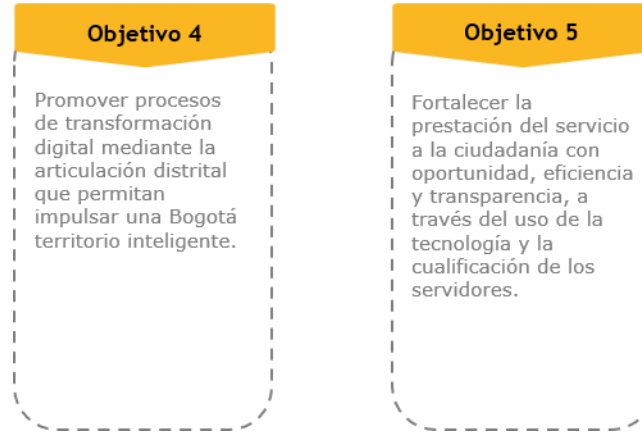 Objetivo 4
Promover procesos
de transformación
digital mediante la
articulación distrital
que permitan
impulsar una Bogotá
territorio inteligente.
Objetivo 5
Fortalecer la
prestación del servicio
a la ciudadanía con
oportunidad, eficiencia
y transparencia, a
través del uso de la
tecnología y la
cualificación de los
servidores.